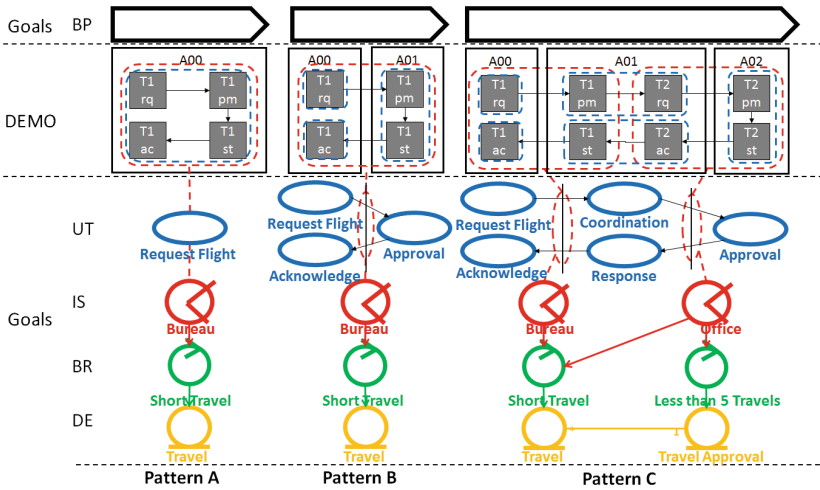 Goals BP
A00 A00 A01 A00 A01 A02
DEMO
T1 rq T1 pm T1 rq T1 pm T1 rq T1 pm T2 rq T2 pm
T1 ac T1 st T1 ac T1 st T1 ac T1 st T2 ac T2 st
UT
Request Flight Request Flight Approval Acknowledge Request Flight Coordination Approval Acknowledge Response
Goals
IS
Bureau Bureau Bureau Office
BR
Short Travel Short Travel Short Travel Less than 5 Travels
DE
1
Travel Travel Travel Travel Approval
Pattern A Pattern B Pattern C